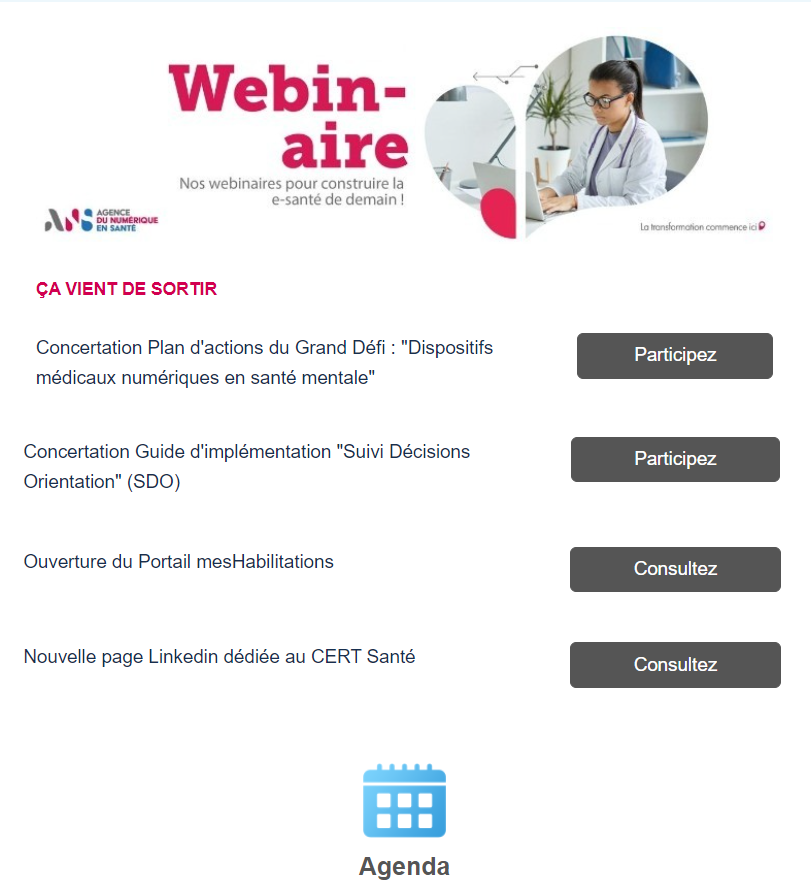 Webin-
aire
Nos webinaires pour construire la
e-santé de demain !
AGENCE
DU NUMÉRIQUE
EN SANTÉ
La transformation commence ici
ÇA VIENT DE SORTIR
Concertation Plan d'actions du Grand Défi : "Dispositifs
médicaux numériques en santé mentale"
Participez
Concertation Guide d'implémentation "Suivi Décisions
Orientation" (SDO)
Participez
Ouverture du Portail mesHabilitations
Consultez
Nouvelle page Linkedin dédiée au CERT Santé
Consultez
Agenda